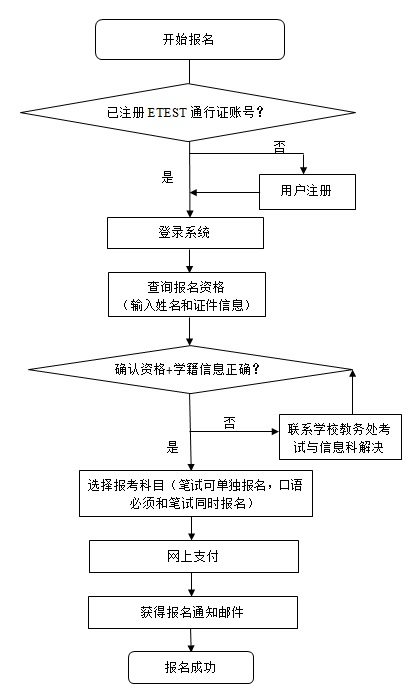 开始报名
已注册 ETEST 通行证账号？
否
是
用户注册
登录系统
查询报名资格
（输入姓名和证件信息）
确认资格+学籍信息正确？
否
联系学校教务处考
试与信息科解决
是
选择报考科目（笔试可单独报名，口语
必须和笔试同时报名）
网上支付
获得报名通知邮件
报名成功